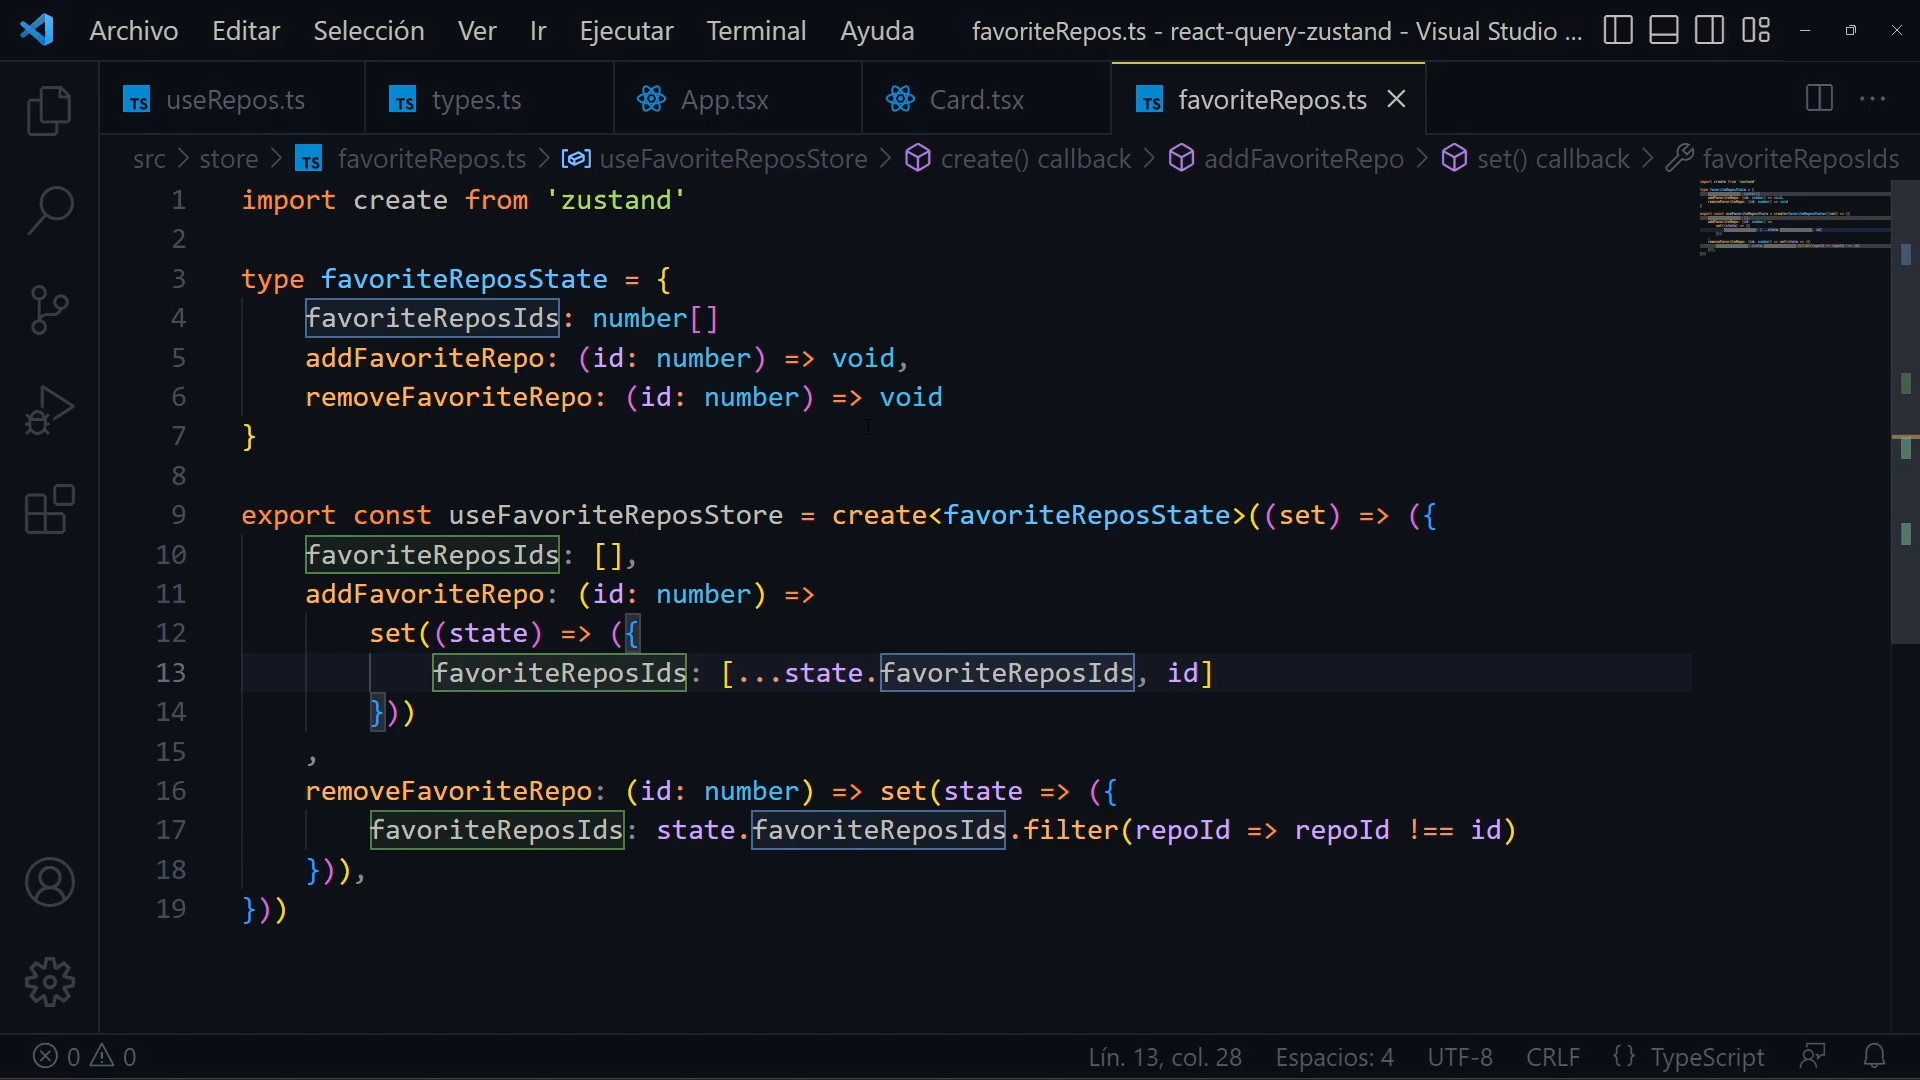 Archivo Editar Selección Ver Ir Ejecutar Terminal Ayuda favoriteRepos.ts - react-query-zustand - Visual Studio ...
TS useRepos.ts TS types.ts App.tsx Card.tsx TS favoriteRepos.ts
src > store > TS favoriteRepos.ts > useFavoriteReposStore > create() callback > addFavoriteRepo > set() callback > favoriteReposIds
1 import create from 'zustand'
2
3 type favoriteReposState = {
4 favoriteReposIds: number[]
5 addFavoriteRepo: (id: number) => void,
6 removeFavoriteRepo: (id: number) => void
7 }
8
9 export const useFavoriteReposStore = create<favoriteReposState>((set) => ({
10 favoriteReposIds: [],
11 addFavoriteRepo: (id: number) =>
12 set((state) => ({
13 favoriteReposIds: [...state.favoriteReposIds, id]
14 }))
15 ,
16 removeFavoriteRepo: (id: number) => set(state => ({
17 favoriteReposIds: state.favoriteReposIds.filter(repoId => repoId !== id)
18 })),
19 }))
0 0 Lín. 13, col. 28 Espacios: 4 UTF-8 CRLF {} TypeScript